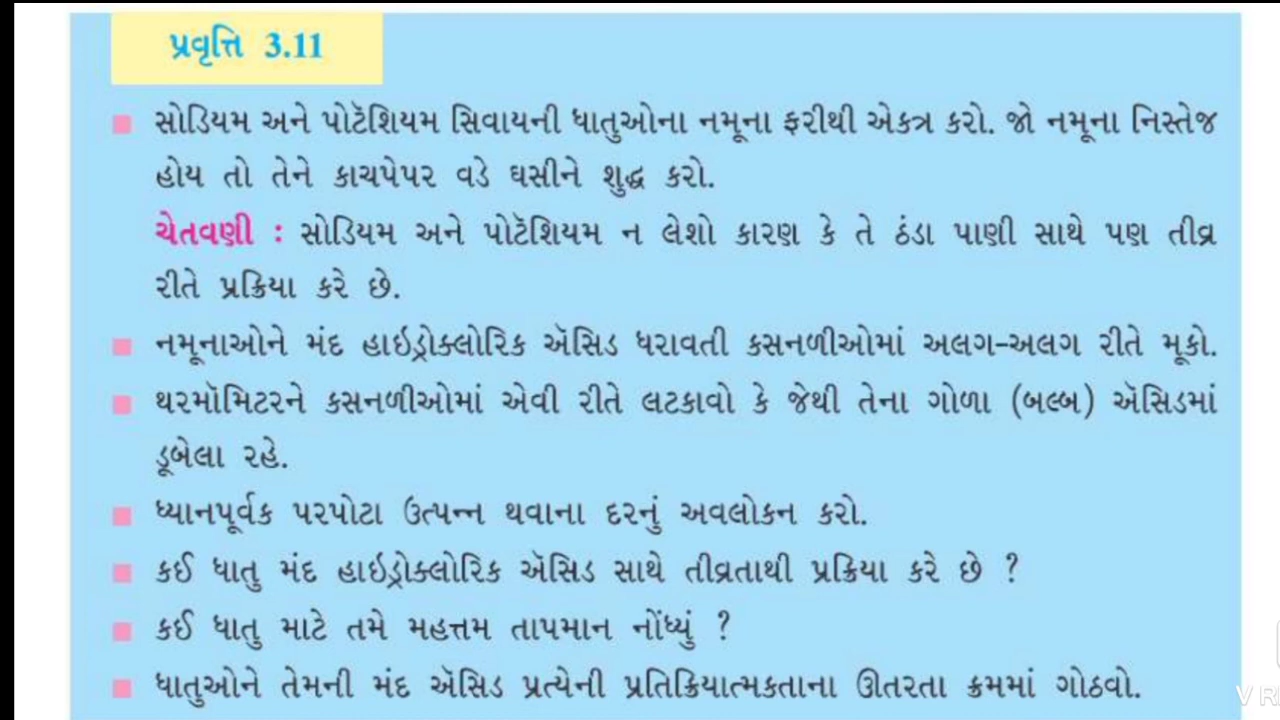 પ્રવૃત્તિ 3.11
■ સોડિયમ અને પોટૅશિયમ સિવાયની ધાતુઓના નમૂના ફરીથી એકત્ર કરો. જો નમૂના નિસ્તેજ
હોય તો તેને કાચપેપર વડે ઘસીને શુદ્ધ કરો.
ચેતવણી : સોડિયમ અને પોટૅશિયમ ન લેશો કારણ કે તે ઠંડા પાણી સાથે પણ તીવ્ર
રીતે પ્રક્રિયા કરે છે.
■ નમૂનાઓને મંદ હાઇડ્રોક્લોરિક ઍસિડ ધરાવતી કસનળીઓમાં અલગ-અલગ રીતે મૂકો.
■ થરમૉમિટરને કસનળીઓમાં એવી રીતે લટકાવો કે જેથી તેના ગોળા (બલ્બ) ઍસિડમાં
ડૂબેલા રહે.
■ ધ્યાનપૂર્વક પરપોટા ઉત્પન્ન થવાના દરનું અવલોકન કરો.
■ કઈ ધાતુ મંદ હાઇડ્રોક્લોરિક ઍસિડ સાથે તીવ્રતાથી પ્રક્રિયા કરે છે ?
■ કઈ ધાતુ માટે તમે મહત્તમ તાપમાન નોંધ્યું ?
■ ધાતુઓને તેમની મંદ ઍસિડ પ્રત્યેની પ્રતિક્રિયાત્મકતાના ઊતરતા ક્રમમાં ગોઠવો.